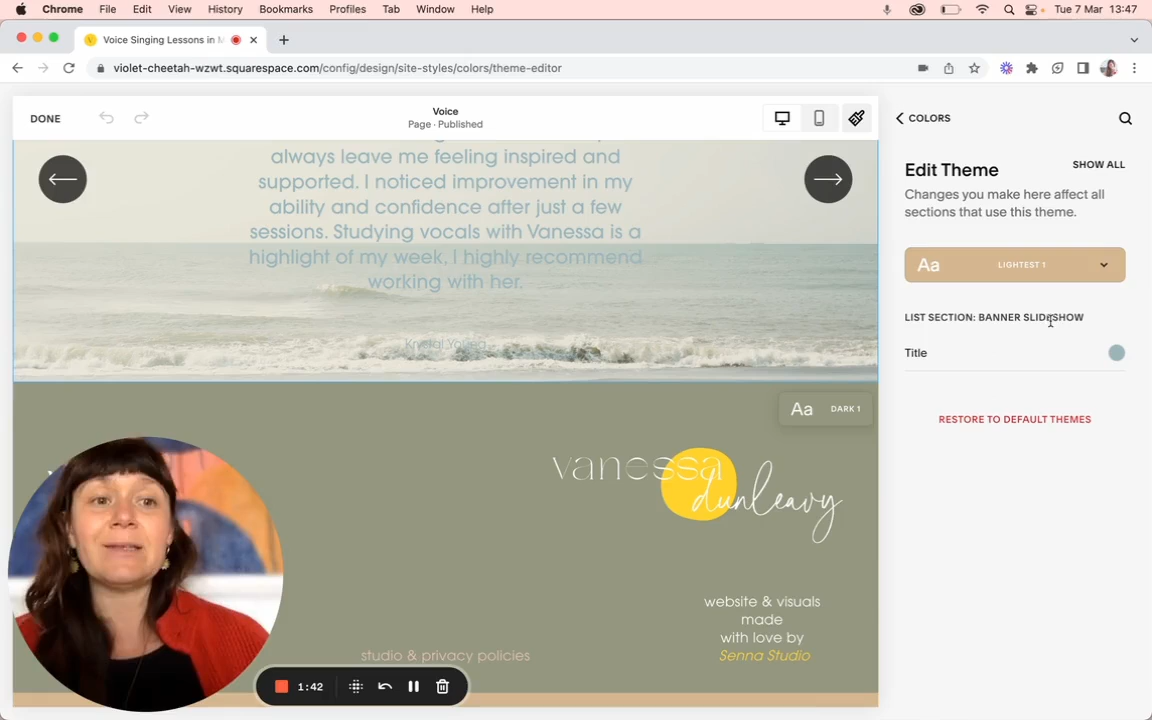 Chrome File Edit View History Bookmarks Profiles Tab Window Help Tue 7 Mar 13:47
Voice Singing Lessons in M
violet-cheetah-wzwt.squarespace.com/config/design/site-styles/colors/theme-editor
DONE
Voice
Page · Published
always leave me feeling inspired and
supported. I noticed improvement in my
ability and confidence after just a few
sessions. Studying vocals with Vanessa is a
highlight of my week. I highly recommend
working with her.
Krystal Young
Aa DARK 1
vanessa
dunleavy
website & visuals
made
with love by
Senna Studio
studio & privacy policies
1:42
COLORS
Edit Theme
SHOW ALL
Changes you make here affect all
sections that use this theme.
Aa LIGHTEST 1
LIST SECTION: BANNER SLIDESHOW
Title
RESTORE TO DEFAULT THEMES